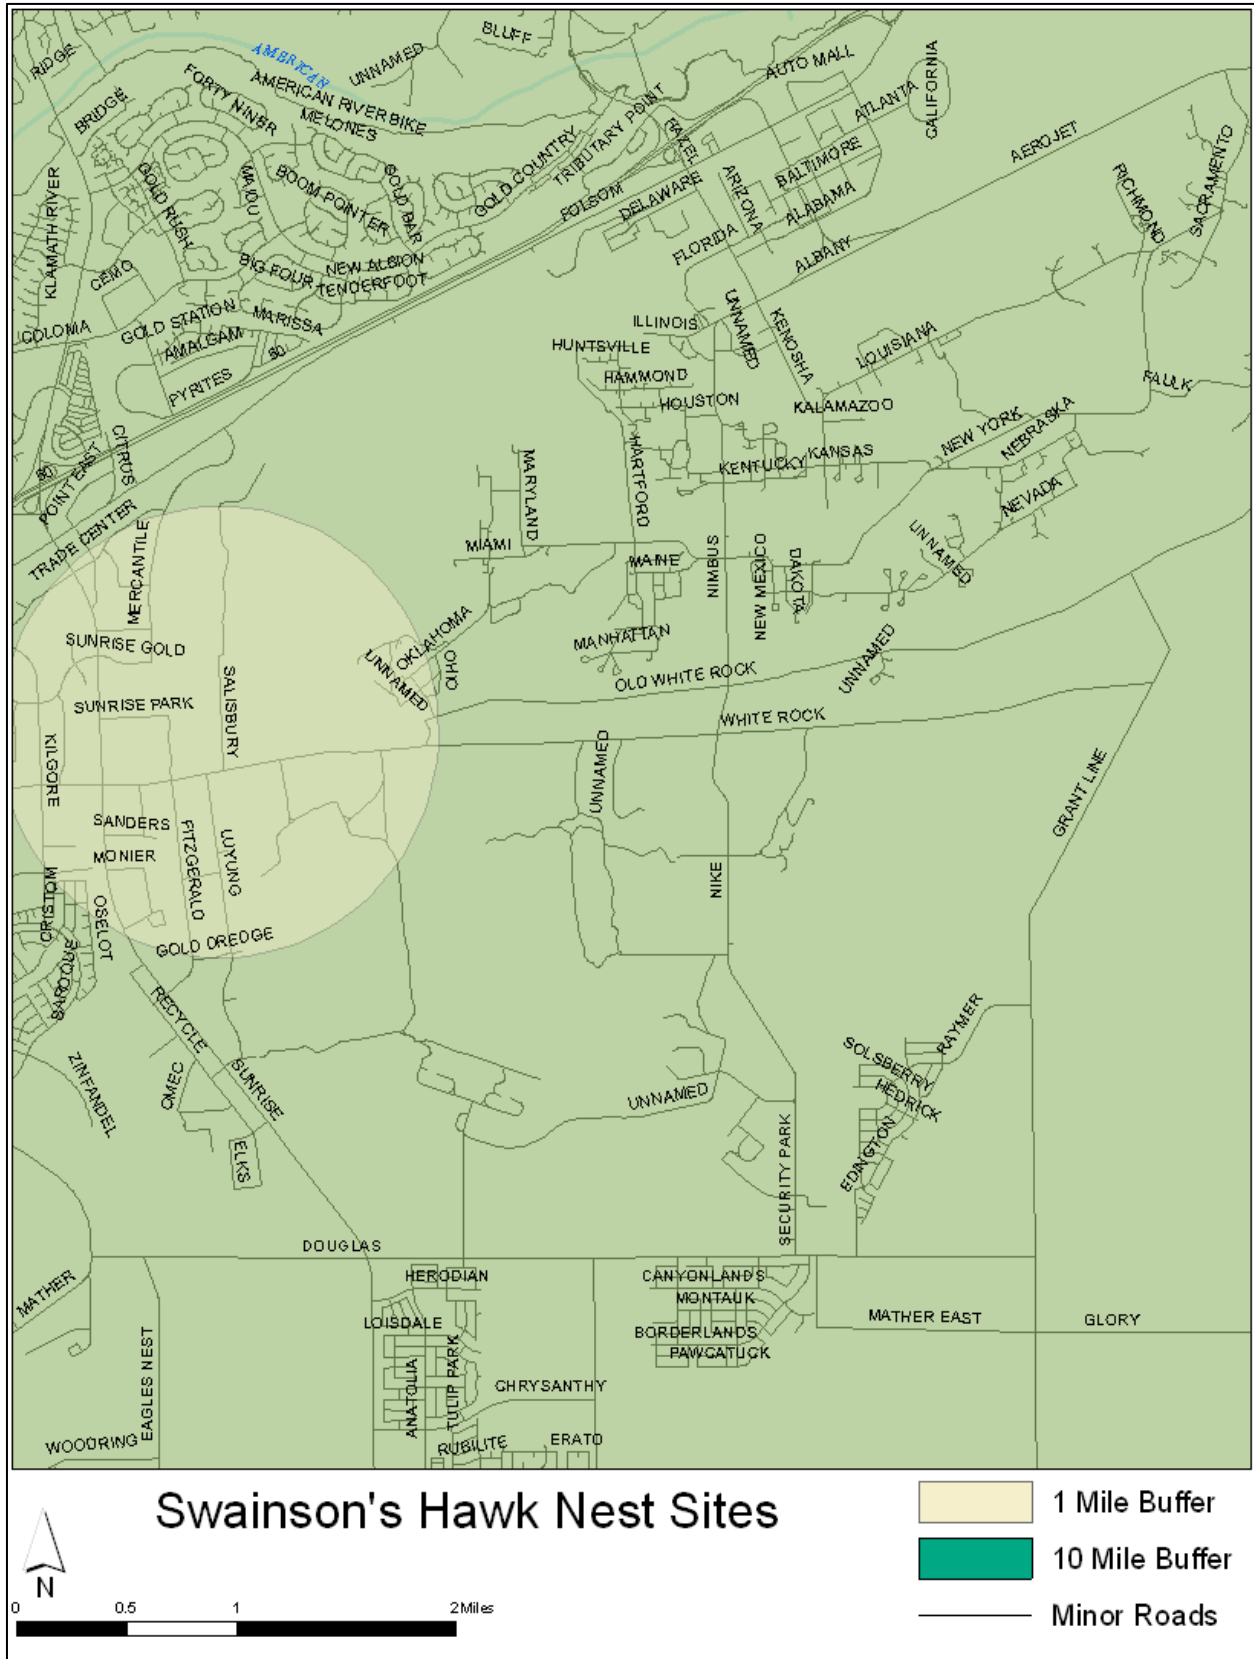 BLUFF
RIDGE
AMERICAN
UNNAMED
AUTO MALL
CALIFORNIA
FORTY NINER
AMERICAN RIVER BIKE
BRIDGE
MELONES
TRIBUTARY POINT
ATLANTA
HAZEL
AEROJET
SACRAMENTO
GOLD COUNTRY
BALTIMORE
KLAMATH RIVER
GOLD RUSH
BOOM POINTER
GOLD BAR
FOLSOM
DELAWARE
ARIZONA
ALABAMA
RICHMOND
FLORIDA
ALBANY
BIG FOUR
NEW ALBION
TENDERFOOT
COLOMA
GOLD STATION
MARISSA
AMALGAM
50
PYRITES
ILLINOIS
UNNAMED
KENOSHA
HUNTSVILLE
LOUISIANA
HAMMOND
HOUSTON
KALAMAZOO
FAULK
NEW YORK
NEBRASKA
50
POINT EAST
CITRUS
MARYLAND
HARTFORD
KENTUCKY
KANSAS
NEVADA
TRADE CENTER
MERCANTILE
MIAMI
MAINE
NIMBUS
NEW MEXICO
DAKOTA
UNNAMED
SUNRISE GOLD
OKLAHOMA
OHIO
UNNAMED
MANHATTAN
UNNAMED
OLD WHITE ROCK
SALISBURY
SUNRISE PARK
WHITE ROCK
KILGORE
UNNAMED
GRANT LINE
SANDERS
FITZGERALD
LUYUNG
MONIER
NIKE
CRISTOM
OSELOT
GOLD DREDGE
SAROQUE
RECYCLE
RAYMER
SOLSBERRY
HEDRICK
ZINFANDEL
OMEC
SUNRISE
UNNAMED
ELKS
SECURITY PARK
EDINGTON
DOUGLAS
MATHER
HERODIAN
CANYONLANDS
MONTAUK
LOISDALE
BORDERLANDS
PAWCATUCK
MATHER EAST
GLORY
EAGLES NEST
ANATOLIA
TULIP PARK
CHRYSANTHY
WOODRING
RUBILITE
ERATO
Swainson's Hawk Nest Sites
1 Mile Buffer
10 Mile Buffer
Minor Roads
N
0 0.5 1 2 Miles